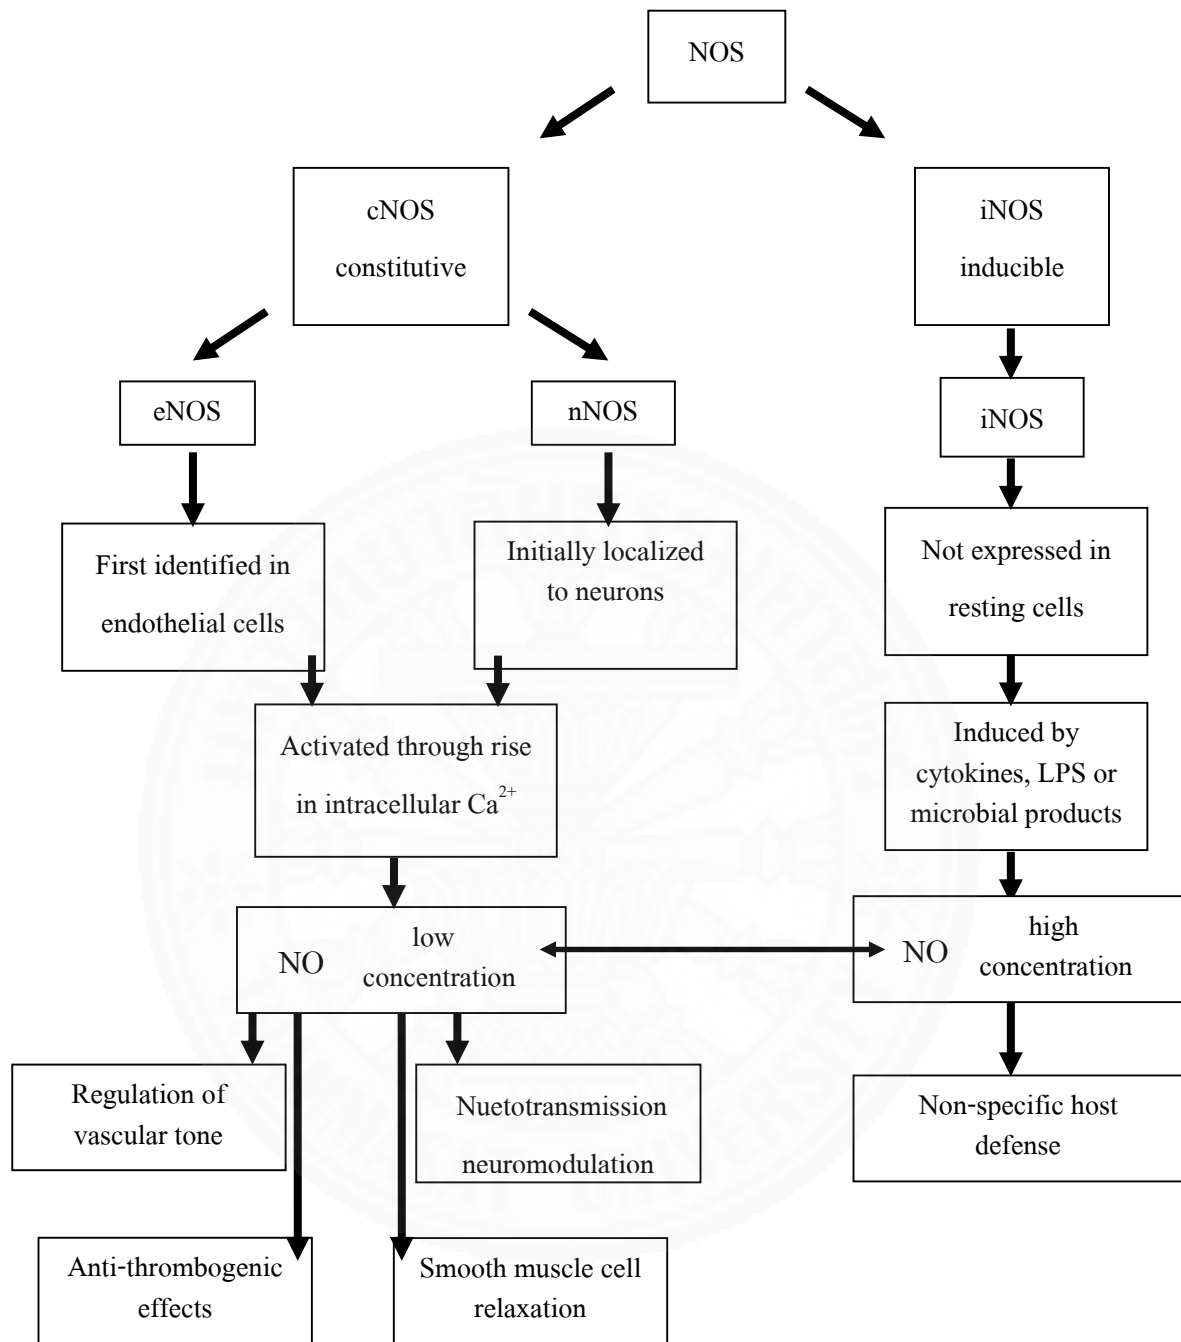 NOS
cNOS
constitutive
iNOS
inducible
eNOS
nNOS
iNOS
First identified in
endothelial cells
Initially localized
to neurons
Not expressed in
resting cells
Activated through rise
in intracellular Ca²⁺
Induced by
cytokines, LPS or
microbial products
NO
low
concentration
NO
high
concentration
Regulation of
vascular tone
Nuetotransmission
neuromodulation
Non-specific host
defense
Anti-thrombogenic
effects
Smooth muscle cell
relaxation